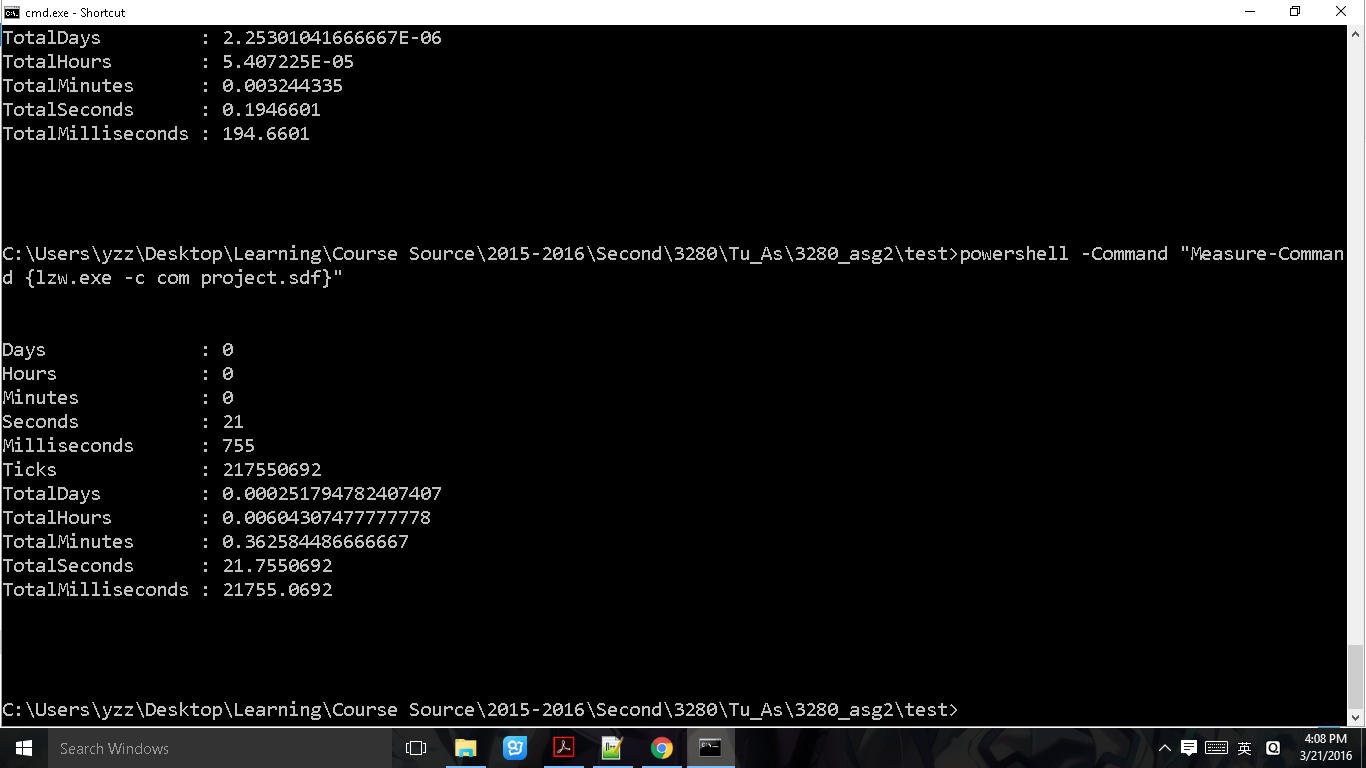 cmd.exe - Shortcut
TotalDays : 2.25301041666667E-06
TotalHours : 5.407225E-05
TotalMinutes : 0.003244335
TotalSeconds : 0.1946601
TotalMilliseconds : 194.6601
C:\Users\yzz\Desktop\Learning\Course Source\2015-2016\Second\3280\Tu_As\3280_asg2\test>powershell -Command "Measure-Comman
d {lzw.exe -c com project.sdf}"
Days : 0
Hours : 0
Minutes : 0
Seconds : 21
Milliseconds : 755
Ticks : 217550692
TotalDays : 0.000251794782407407
TotalHours : 0.00604307477777778
TotalMinutes : 0.362584486666667
TotalSeconds : 21.7550692
TotalMilliseconds : 21755.0692
C:\Users\yzz\Desktop\Learning\Course Source\2015-2016\Second\3280\Tu_As\3280_asg2\test>
Search Windows
英
4:08 PM
3/21/2016